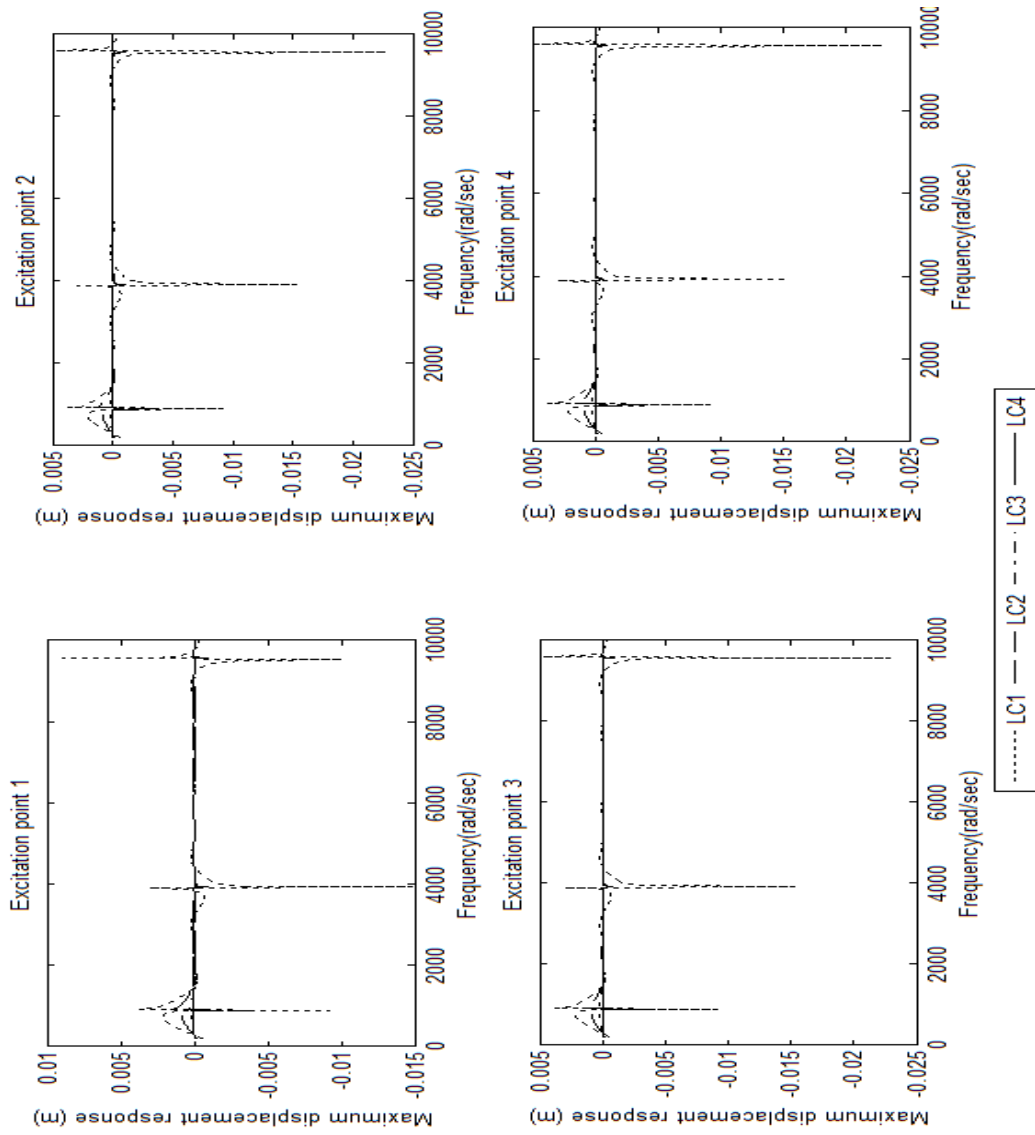 Excitation point 1
Maximum displacement response (m)
0.01
0.005
0
-0.005
-0.01
-0.015
0 2000 4000 6000 8000 10000
Frequency(rad/sec)
Excitation point 2
Maximum displacement response (m)
0.005
0
-0.005
-0.01
-0.015
-0.02
-0.025
0 2000 4000 6000 8000 10000
Frequency(rad/sec)
Excitation point 3
Maximum displacement response (m)
0.005
0
-0.005
-0.01
-0.015
-0.02
-0.025
0 2000 4000 6000 8000 10000
Frequency(rad/sec)
Excitation point 4
Maximum displacement response (m)
0.005
0
-0.005
-0.01
-0.015
-0.02
-0.025
0 2000 4000 6000 8000 10000
Frequency(rad/sec)
LC1 LC2 LC3 LC4